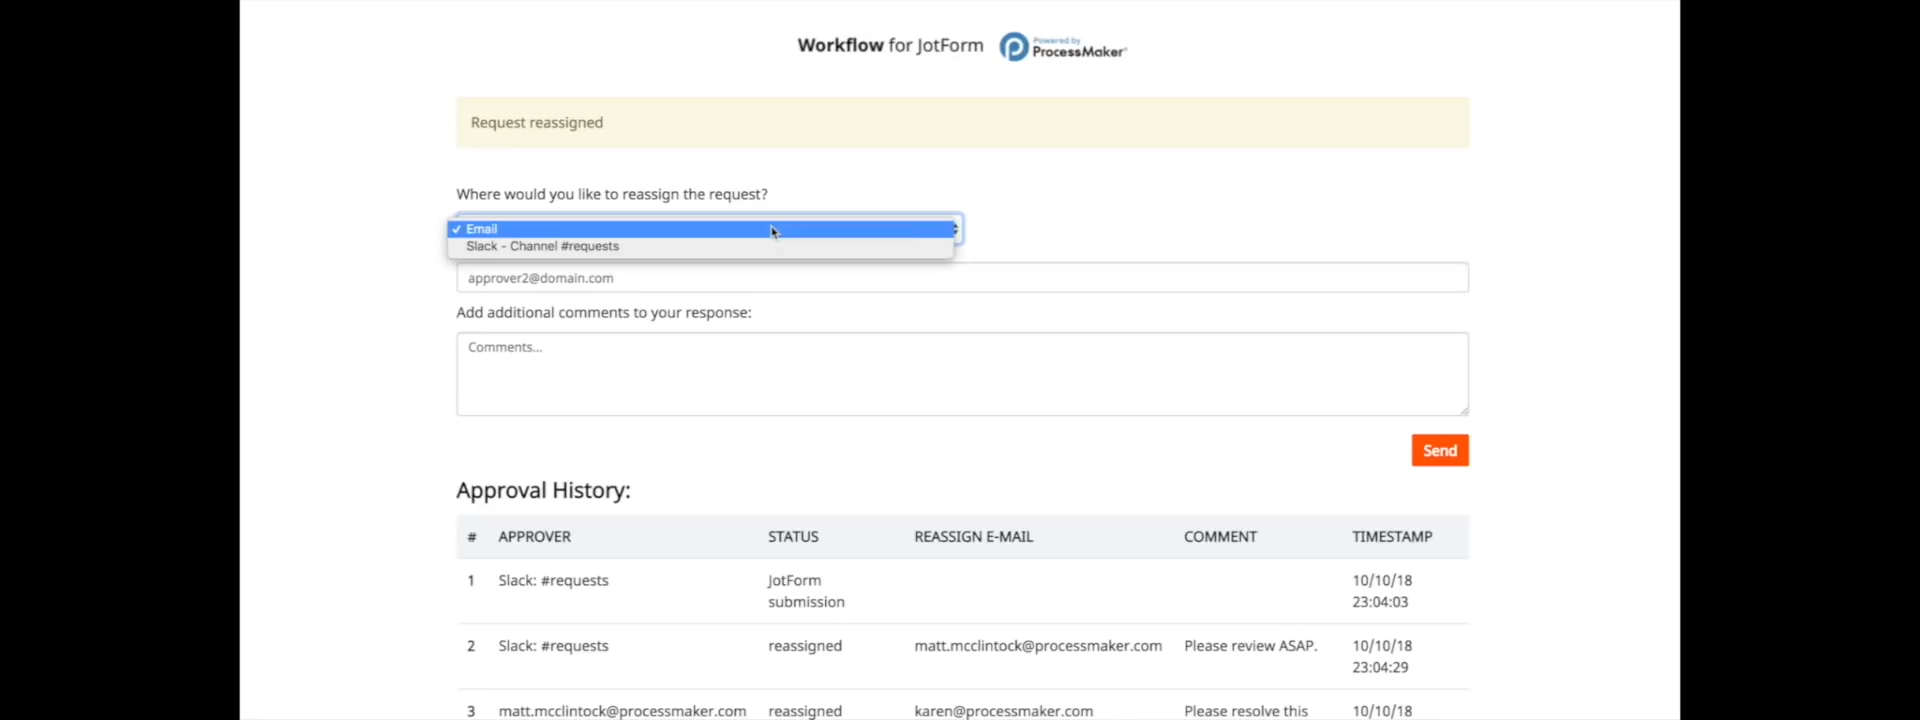 Workflow for JotForm
Powered by
ProcessMaker
Request reassigned
Where would you like to reassign the request?
✓ Email
Slack - Channel #requests
approver2@domain.com
Add additional comments to your response:
Comments...
Send
Approval History:
# APPROVER STATUS REASSIGN E-MAIL COMMENT TIMESTAMP
1 Slack: #requests JotForm 10/10/18
submission 23:04:03
2 Slack: #requests reassigned matt.mcclintock@processmaker.com Please review ASAP. 10/10/18
23:04:29
3 matt.mcclintock@processmaker.com reassigned karen@processmaker.com Please resolve this 10/10/18